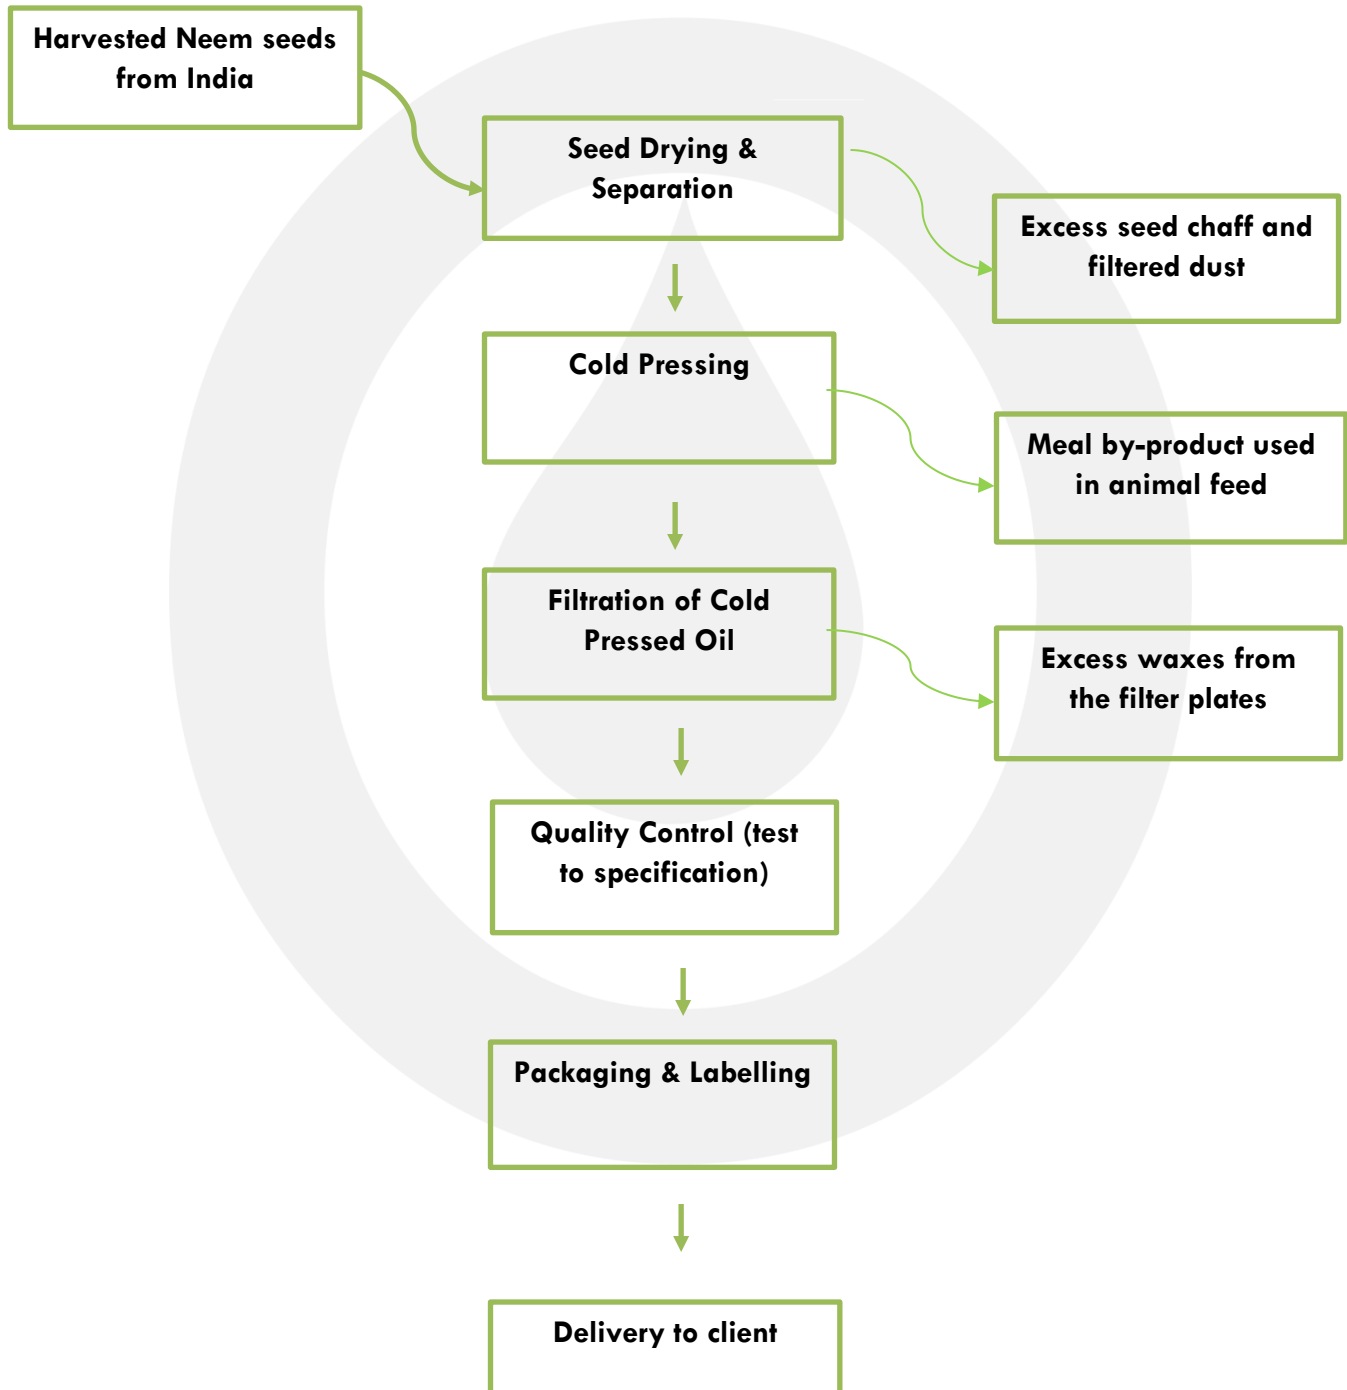 Harvested Neem seeds
from India
Seed Drying &
Separation
Excess seed chaff and
filtered dust
Cold Pressing
Meal by-product used
in animal feed
Filtration of Cold
Pressed Oil
Excess waxes from
the filter plates
Quality Control (test
to specification)
Packaging & Labelling
Delivery to client